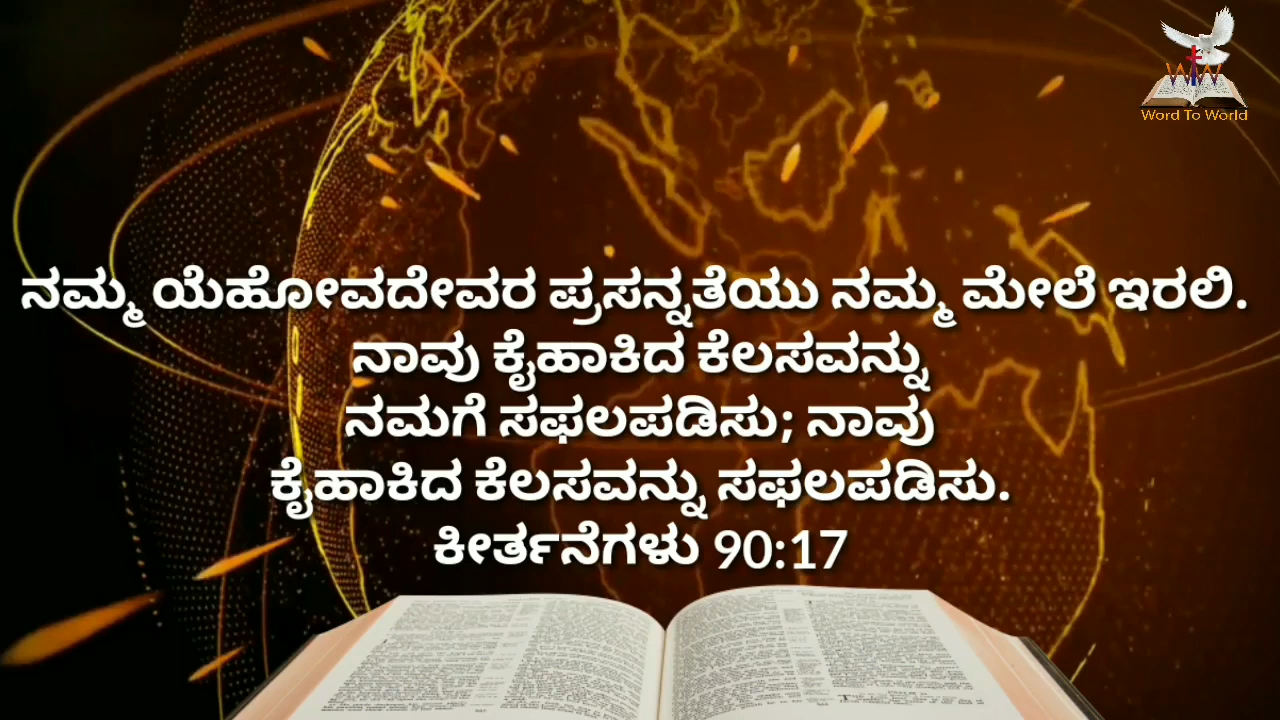 WW
Word To World
ನಮ್ಮ ಯೆಹೋವದೇವರ ಪ್ರಸನ್ನತೆಯು ನಮ್ಮ ಮೇಲೆ ಇರಲಿ.
ನಾವು ಕೈಹಾಕಿದ ಕೆಲಸವನ್ನು
ನಮಗೆ ಸಫಲಪಡಿಸು; ನಾವು
ಕೈಹಾಕಿದ ಕೆಲಸವನ್ನು ಸಫಲಪಡಿಸು.
ಕೀರ್ತನೆಗಳು 90:17